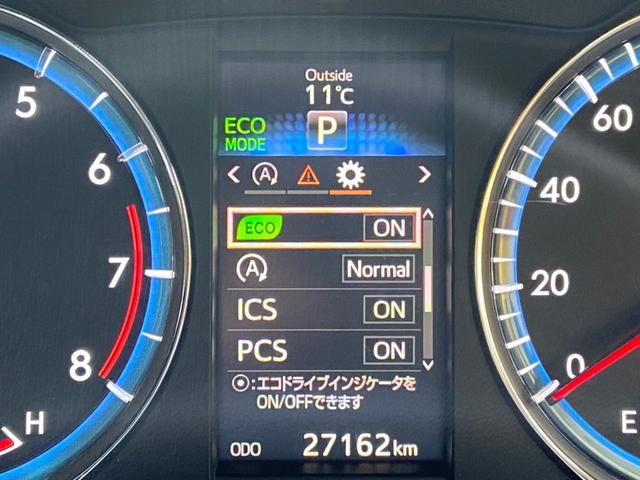 Outside
11℃
ECO
MODE
P
A
ECO ON
A Normal
ICS ON
PCS ON
⦿:エコドライブインジケータを
ON/OFFできます
ODO 27162km
5
6
7
8
H
60
40
20
0
E